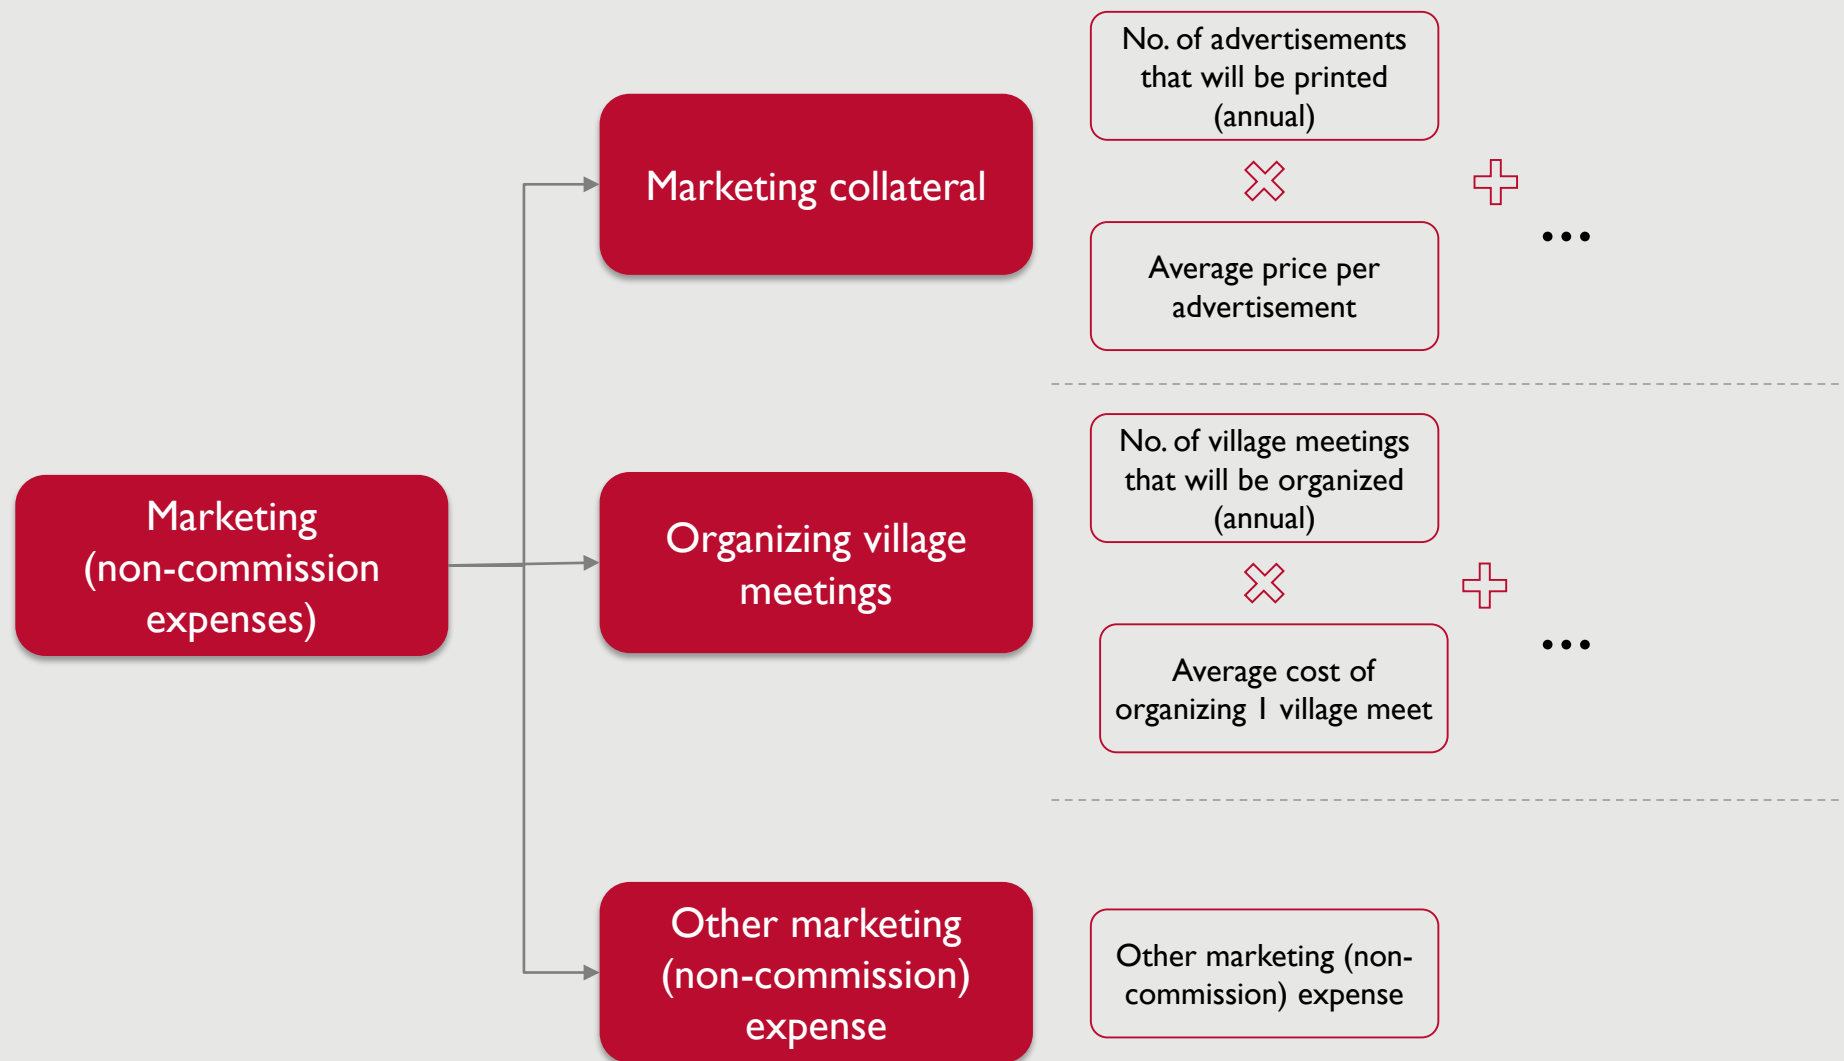 No. of advertisements
that will be printed
(annual)
Marketing collateral
Average price per
advertisement
...
No. of village meetings
that will be organized
(annual)
Marketing
(non-commission
expenses)
Organizing village
meetings
Average cost of
organizing 1 village meet
...
Other marketing
(non-commission)
expense
Other marketing (non-
commission) expense